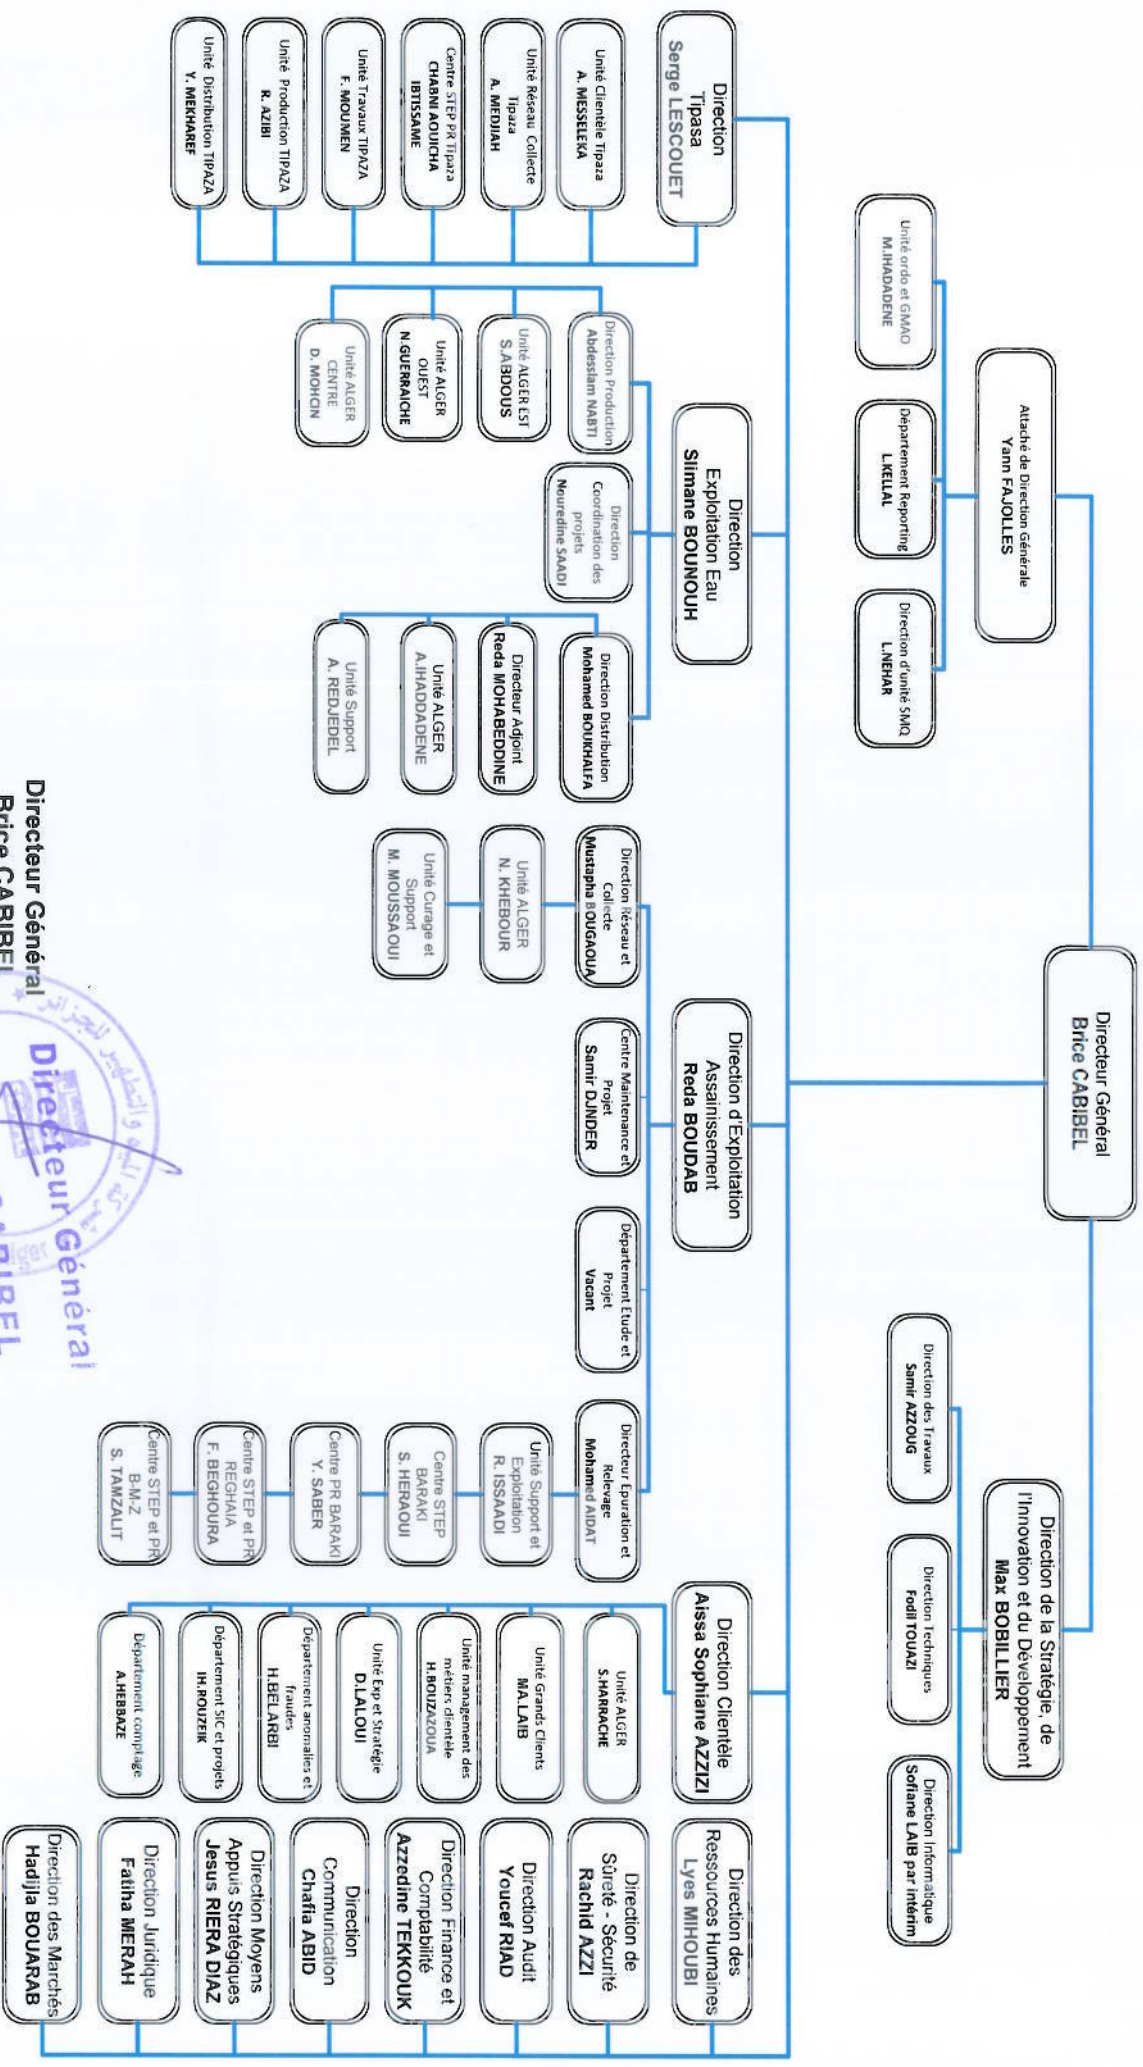 Directeur Général
Brice CABIBEL
Attaché de Direction Générale
Yann FAJOLLES
Unité ordo et GMAO
M.IHADADENE
Département Reporting
L.KELLAL
Direction d'unité SMQ
L.NEHAR
Direction de la Stratégie, de
l'Innovation et du Développement
Max BOBILLIER
Direction des Travaux
Samir AZZOUG
Direction Techniques
Fodil TOUAZI
Direction Informatique
Sofiane LAIB par intérim
Direction
Tipasa
Serge LESCOUET
Unité Clientèle Tipaza
A. MESSELEKA
Unité Réseau Collecte
Tipaza
A. MEDJIAH
Centre STEP PR Tipaza
CHABNI AOUICHA
IBTISSAME
Unité Travaux TIPAZA
F. MOUMEN
Unité Production TIPAZA
R. AZIBI
Unité Distribution TIPAZA
Y. MEKHAREF
Direction
Exploitation Eau
Slimane BOUNOUH
Direction Production
Abdesslam NABTI
Unité ALGER EST
S.ABDOUS
Unité ALGER
OUEST
N.GUERRAICHE
Unité ALGER
CENTRE
D. MOHCIN
Direction
Coordination des
projets
Nouredine SAADI
Direction Distribution
Mohamed BOUKHALFA
Directeur Adjoint
Reda MOHABEDDINE
Unité ALGER
A.IHADDADENE
Unité Support
A. REDJEDEL
Direction d'Exploitation
Assainissement
Reda BOUDAB
Direction Réseau et
Collecte
Mustapha BOUGAOUA
Unité ALGER
N. KHEBOUR
Unité Curage et
Support
M. MOUSSAOUI
Centre Maintenance et
Projet
Samir DJNDER
Département Etude et
Projet
Vacant
Directeur Epuration et
Relevage
Mohamed AIDAT
Unité Support et
Exploitation
R. ISSAADI
Centre STEP
BARAKI
S. HERAOUI
Centre PR BARAKI
Y. SABER
Centre STEP et PR
REGHAIA
F. BEGHOURA
Centre STEP et PR
B-M-Z
S. TAMZALIT
Direction Clientèle
Aissa Sophiane AZZIZI
Unité ALGER
S.HARRACHE
Unité Grands Clients
MA.LAIB
Unité management des
métiers clientèle
H.BOUZAZOUA
Unité Exp et Stratégie
D.LALOUI
Département anomalies et
fraudes
H.BELARBI
Département SIC et projets
IH.ROUZEIK
Département comptage
A.HEBBAZE
Direction des
Ressources Humaines
Lyes MIHOUBI
Direction de
Sûreté - Sécurité
Rachid AZZI
Direction Audit
Youcef RIAD
Direction Finance et
Comptabilité
Azzedine TEKKOUK
Direction
Communication
Chafia ABID
Direction Moyens
Appuis Stratégiques
Jesus RIERA DIAZ
Direction Juridique
Fatiha MERAH
Direction des Marchés
Hadijla BOUARAB
Directeur Général
Brice CABIBEL
Directeur Général